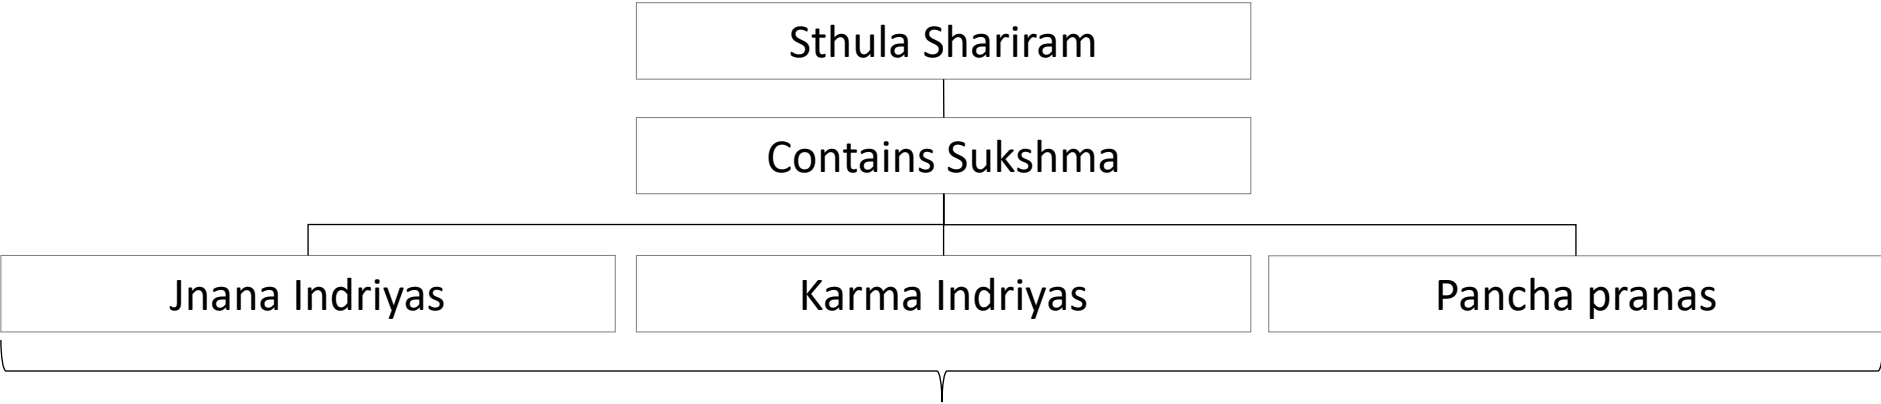 Sthula Shariram
Contains Sukshma
Jnana Indriyas
Karma Indriyas
Pancha pranas